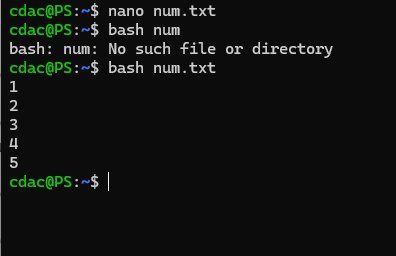 cdac@PS:~$ nano num.txt
cdac@PS:~$ bash num
bash: num: No such file or directory
cdac@PS:~$ bash num.txt
1
2
3
4
5
cdac@PS:~$